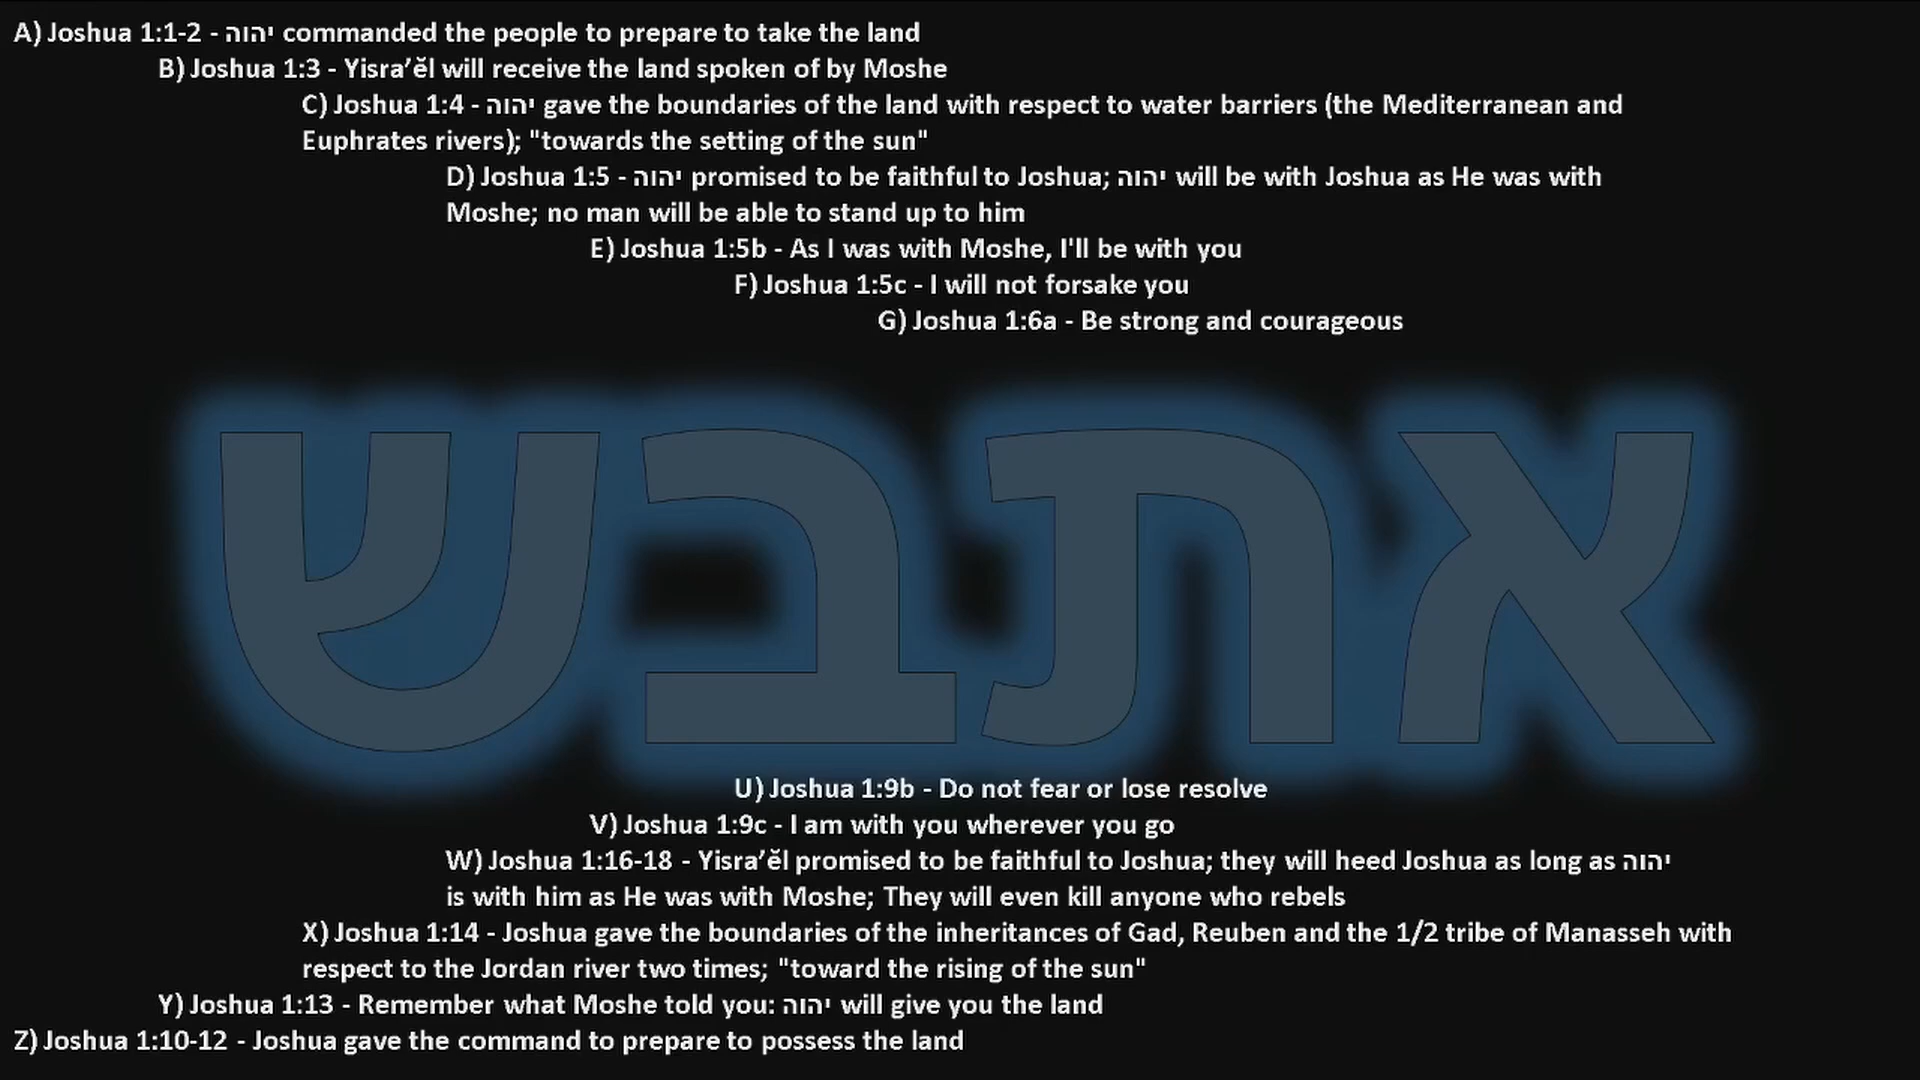 A) Joshua 1:1-2 - יהוה commanded the people to prepare to take the land
B) Joshua 1:3 - Yisra’ĕl will receive the land spoken of by Moshe
C) Joshua 1:4 - יהוה gave the boundaries of the land with respect to water barriers (the Mediterranean and
Euphrates rivers); "towards the setting of the sun"
D) Joshua 1:5 - יהוה promised to be faithful to Joshua; יהוה will be with Joshua as He was with
Moshe; no man will be able to stand up to him
E) Joshua 1:5b - As I was with Moshe, I'll be with you
F) Joshua 1:5c - I will not forsake you
G) Joshua 1:6a - Be strong and courageous
אתבש
U) Joshua 1:9b - Do not fear or lose resolve
V) Joshua 1:9c - I am with you wherever you go
W) Joshua 1:16-18 - Yisra’ĕl promised to be faithful to Joshua; they will heed Joshua as long as יהוה
is with him as He was with Moshe; They will even kill anyone who rebels
X) Joshua 1:14 - Joshua gave the boundaries of the inheritances of Gad, Reuben and the 1/2 tribe of Manasseh with
respect to the Jordan river two times; "toward the rising of the sun"
Y) Joshua 1:13 - Remember what Moshe told you: יהוה will give you the land
Z) Joshua 1:10-12 - Joshua gave the command to prepare to possess the land